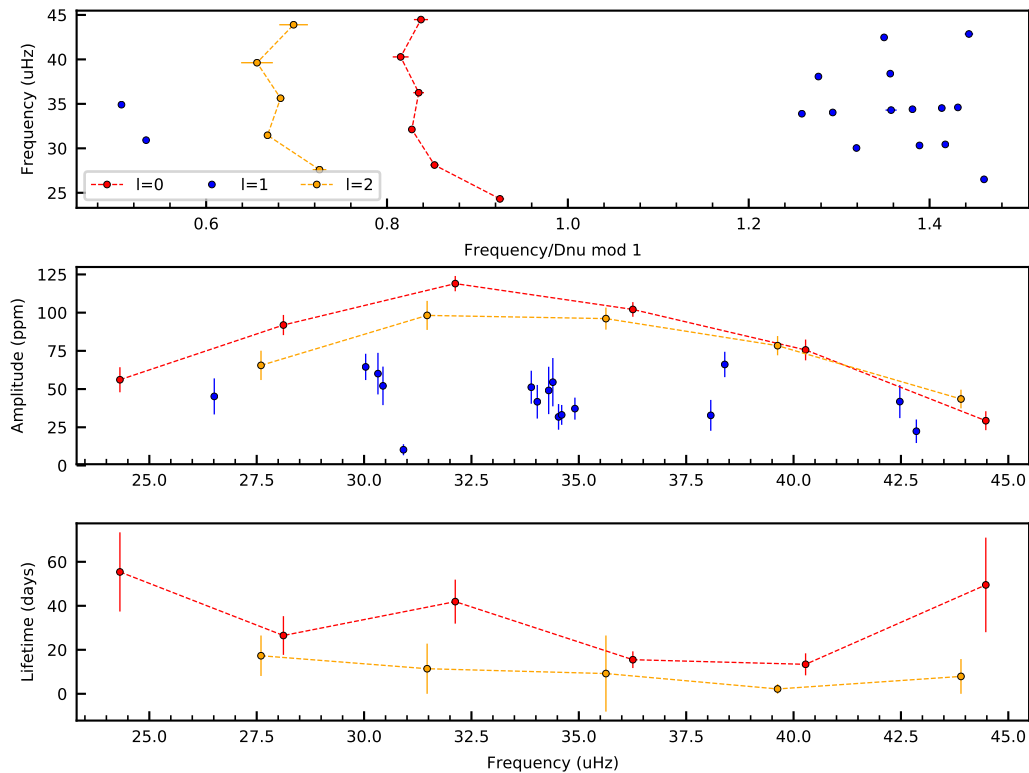 Frequency (uHz)
45
40
35
30
25
l=0 l=1 l=2
0.6 0.8 1.0 1.2 1.4
Frequency/Dnu mod 1
Amplitude (ppm)
125
100
75
50
25
0
25.0 27.5 30.0 32.5 35.0 37.5 40.0 42.5 45.0
Lifetime (days)
60
40
20
0
25.0 27.5 30.0 32.5 35.0 37.5 40.0 42.5 45.0
Frequency (uHz)